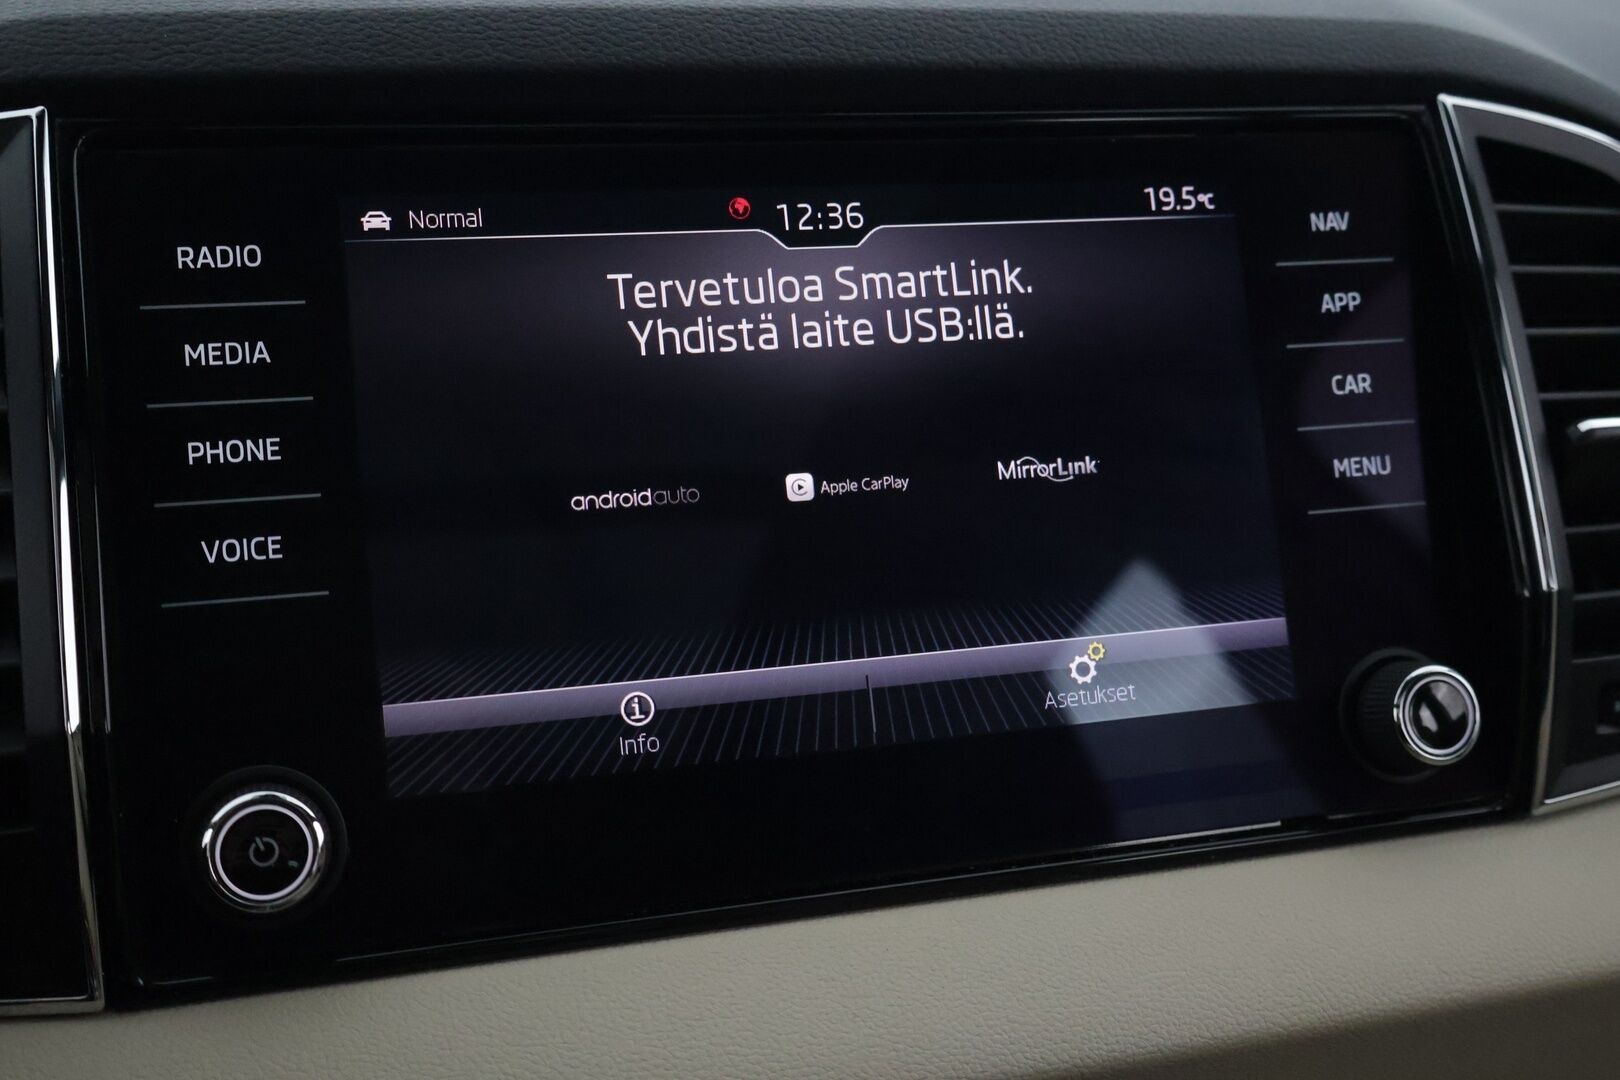 RADIO
MEDIA
PHONE
VOICE
Normal
12:36
19.5°C
Tervetuloa SmartLink.
Yhdistä laite USB:llä.
androidauto
Apple CarPlay
MirrorLink
Info
Asetukset
NAV
APP
CAR
MENU